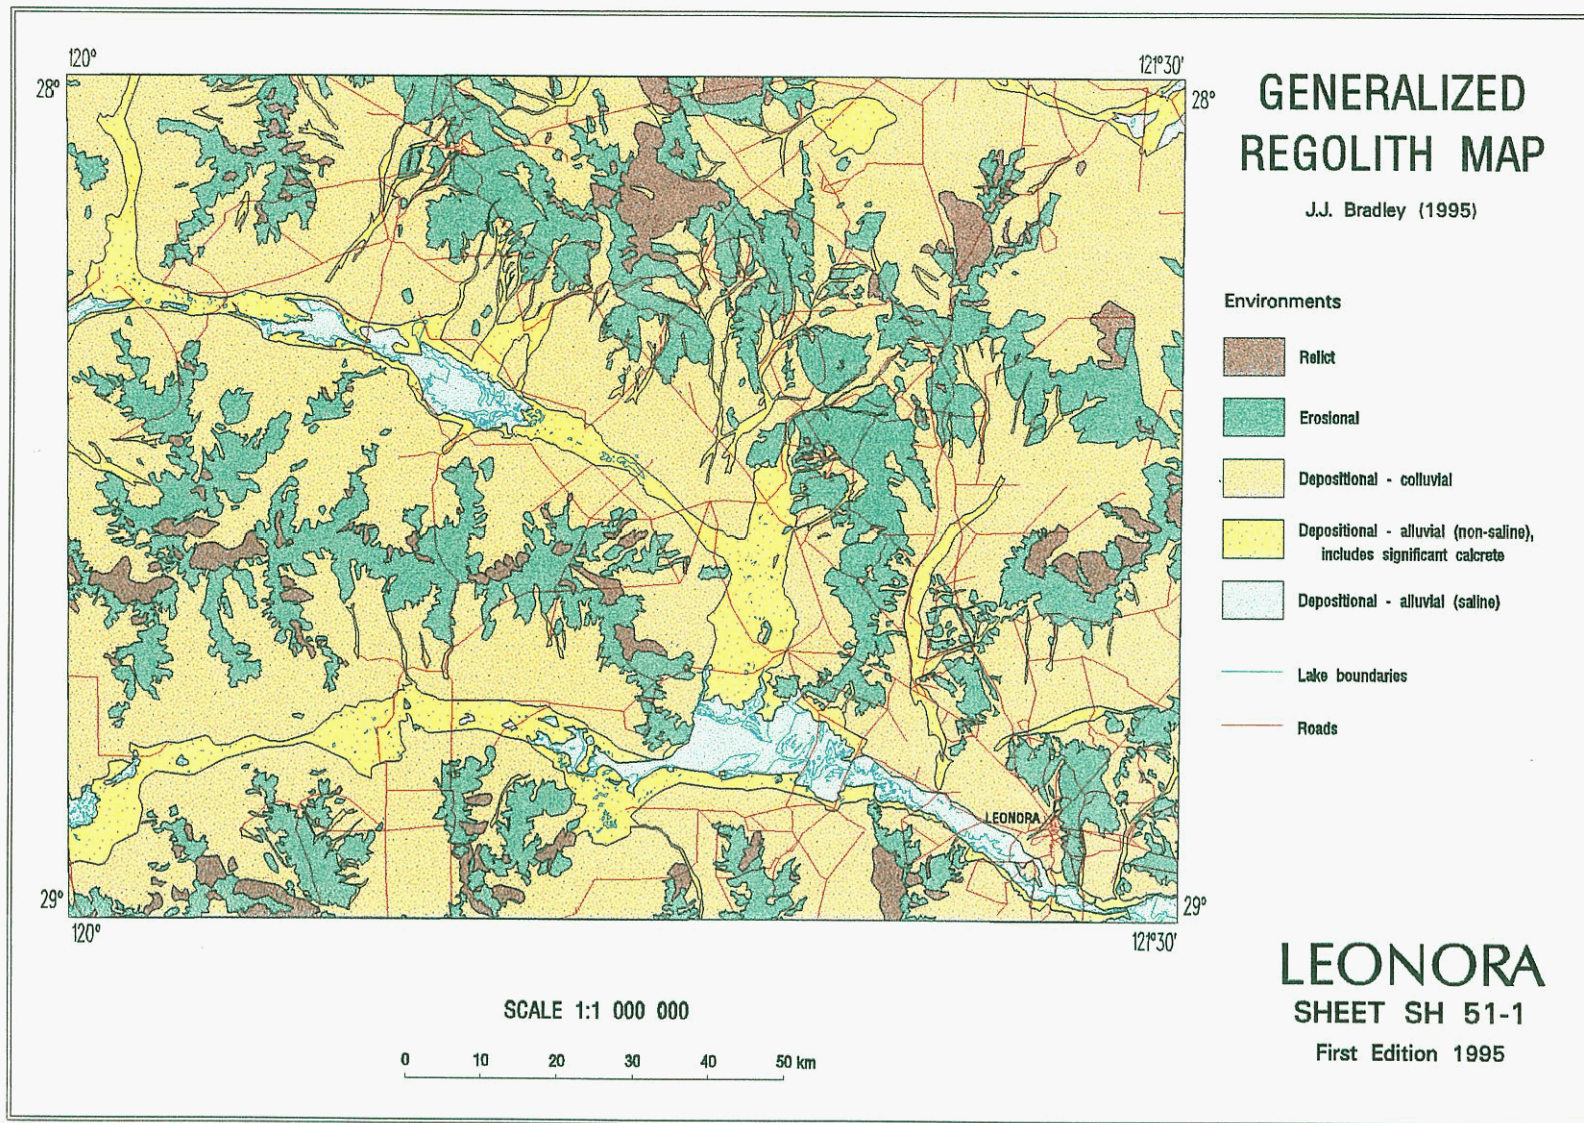 120°
121°30'
28°
28°
GENERALIZED
REGOLITH MAP
J.J. Bradley (1995)
Environments
Relict
Erosional
Depositional - colluvial
Depositional - alluvial (non-saline),
includes significant calcrete
Depositional - alluvial (saline)
Lake boundaries
Roads
LEONORA
29°
29°
120°
121°30'
SCALE 1:1 000 000
0 10 20 30 40 50 km
LEONORA
SHEET SH 51-1
First Edition 1995